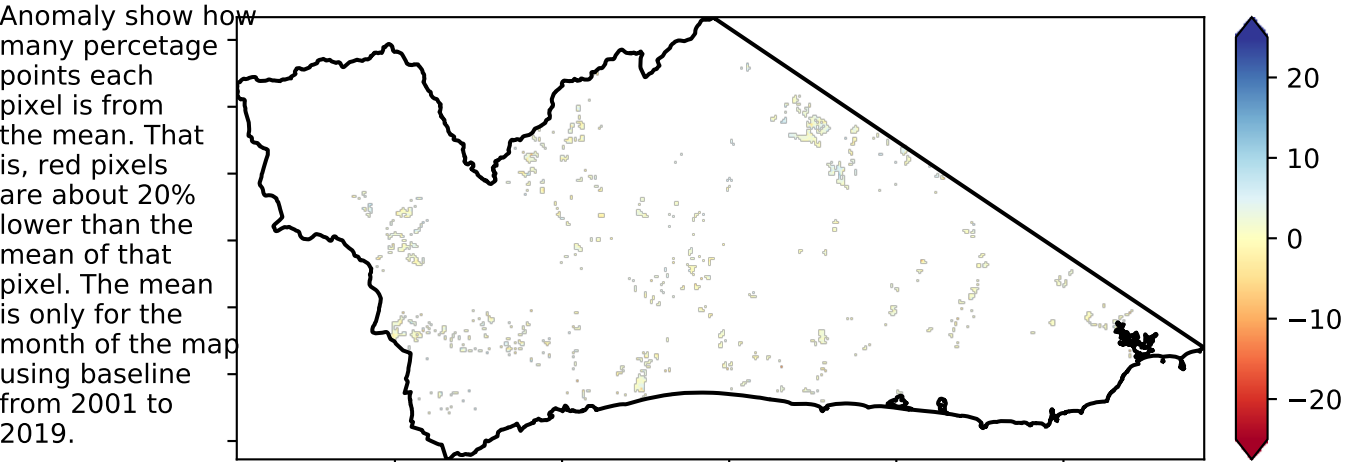 Anomaly show how
many percetage
points each
pixel is from
the mean. That
is, red pixels
are about 20%
lower than the
mean of that
pixel. The mean
is only for the
month of the map
using baseline
from 2001 to
2019.
20
10
0
−10
−20